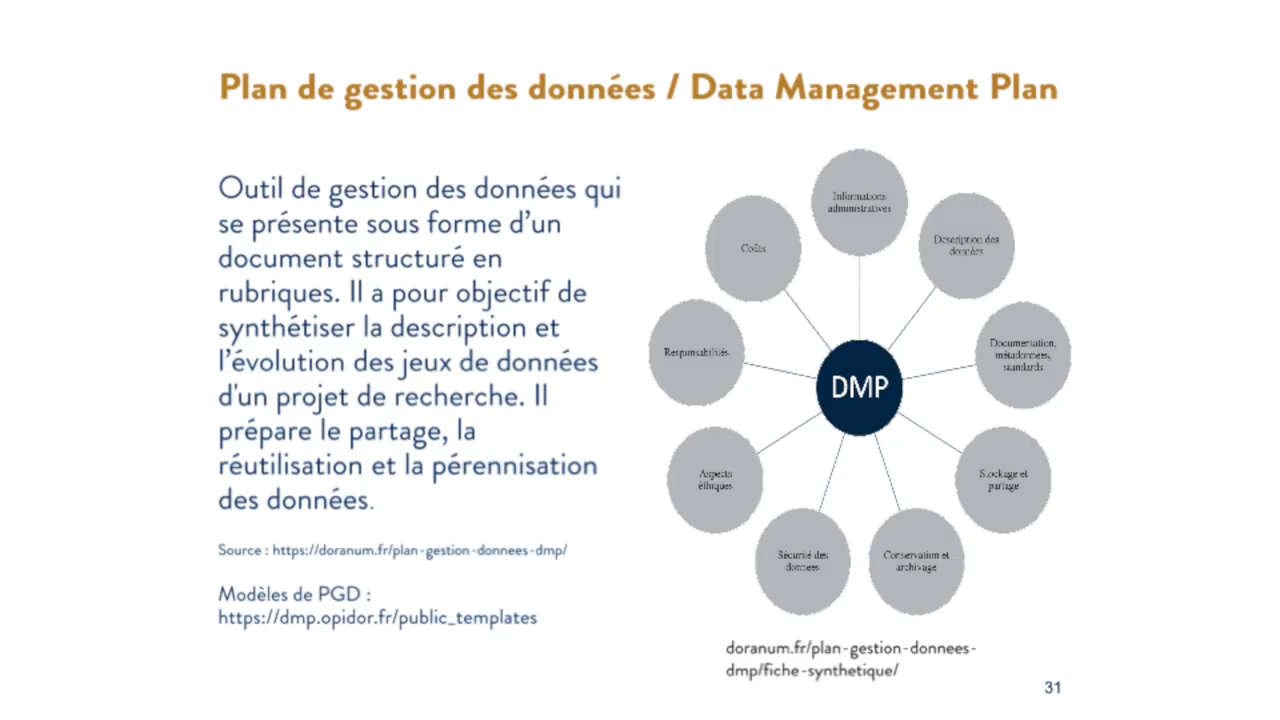 Plan de gestion des données / Data Management Plan
Outil de gestion des données qui
se présente sous forme d’un
document structuré en
rubriques. Il a pour objectif de
synthétiser la description et
l’évolution des jeux de données
d'un projet de recherche. Il
prépare le partage, la
réutilisation et la pérennisation
des données.
Source : https://doranum.fr/plan-gestion-donnees-dmp/
Modèles de PGD :
https://dmp.opidor.fr/public_templates
Informations
administratives
Description des
données
Documentation,
métadonnées,
standards
Stockage et
partage
Conservation et
archivage
Sécurité des
données
Aspects
éthiques
Responsabilités
Coûts
DMP
doranum.fr/plan-gestion-donnees-
dmp/fiche-synthetique/
31